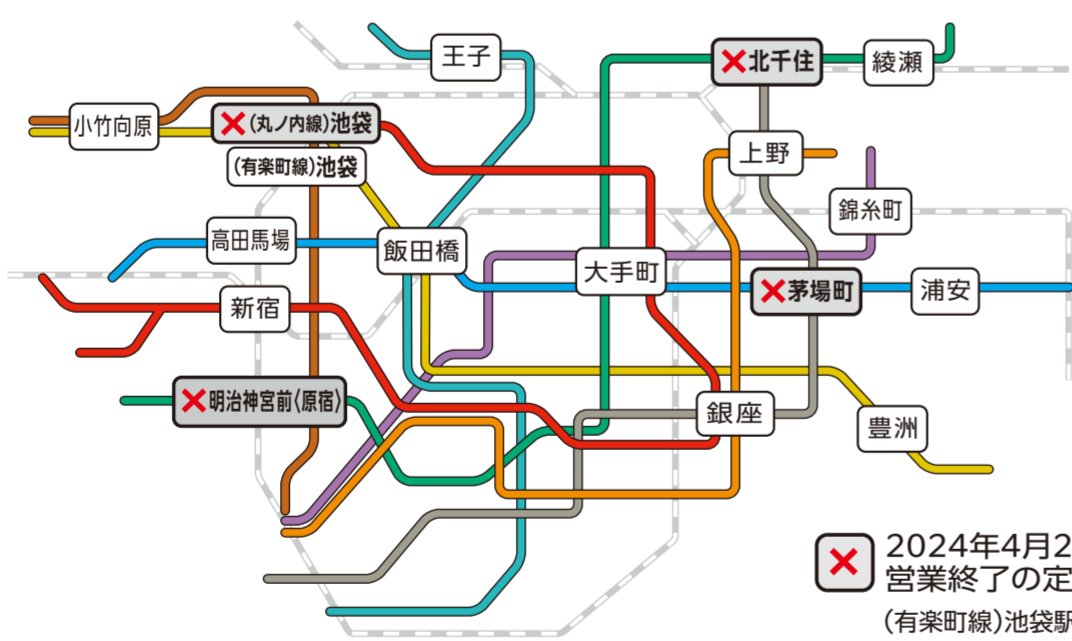 王子
北千住
綾瀬
小竹向原
(丸ノ内線)池袋
(有楽町線)池袋
上野
錦糸町
高田馬場
飯田橋
大手町
新宿
茅場町
浦安
明治神宮前〈原宿〉
銀座
豊洲
2024年4月2
営業終了の定
(有楽町線)池袋駅